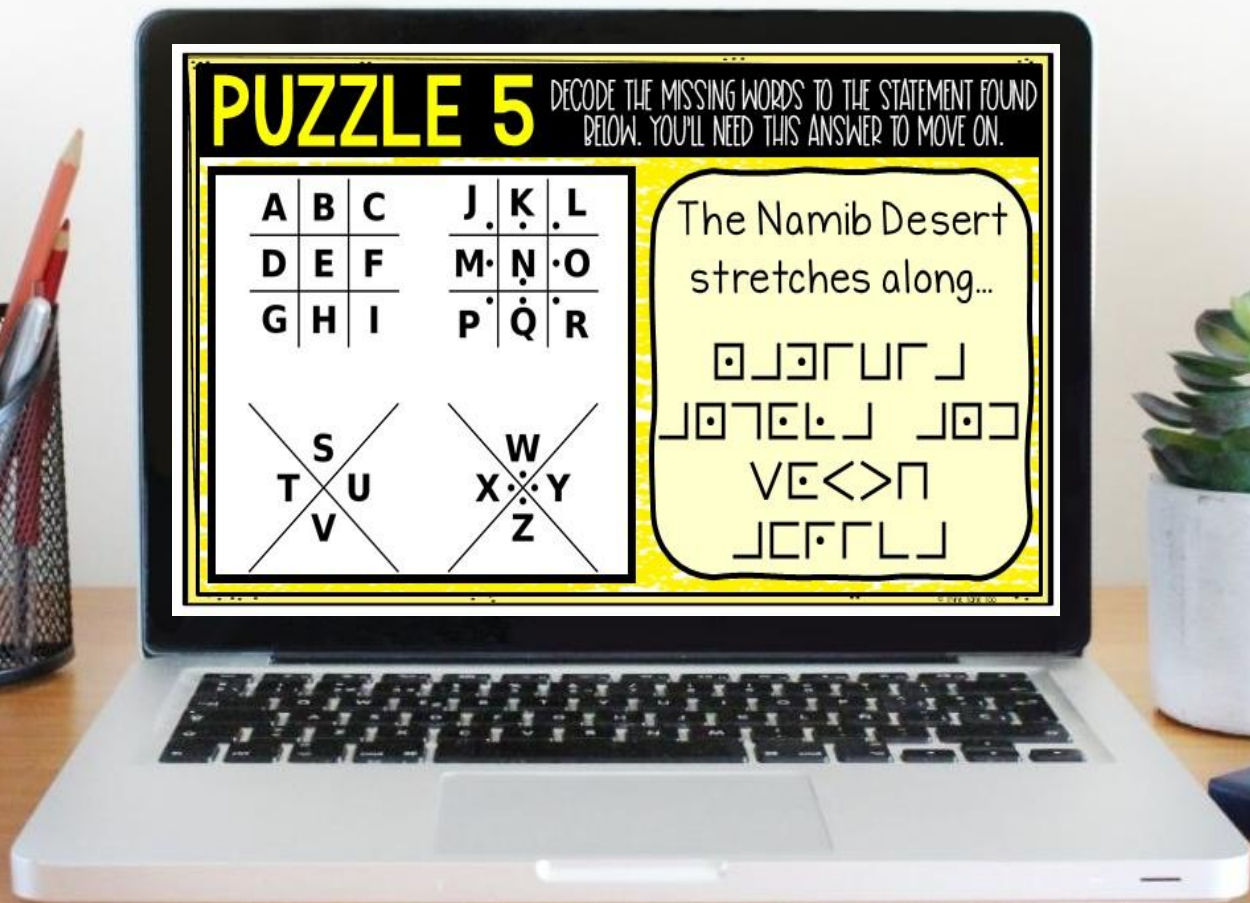 PUZZLE 5
DECODE THE MISSING WORDS TO THE STATEMENT FOUND
BELOW. YOU'LL NEED THIS ANSWER TO MOVE ON.
A B C
D E F
G H I
J K L
M N O
P Q R
S
T U
V
W
X Y
Z
The Namib Desert
stretches along...